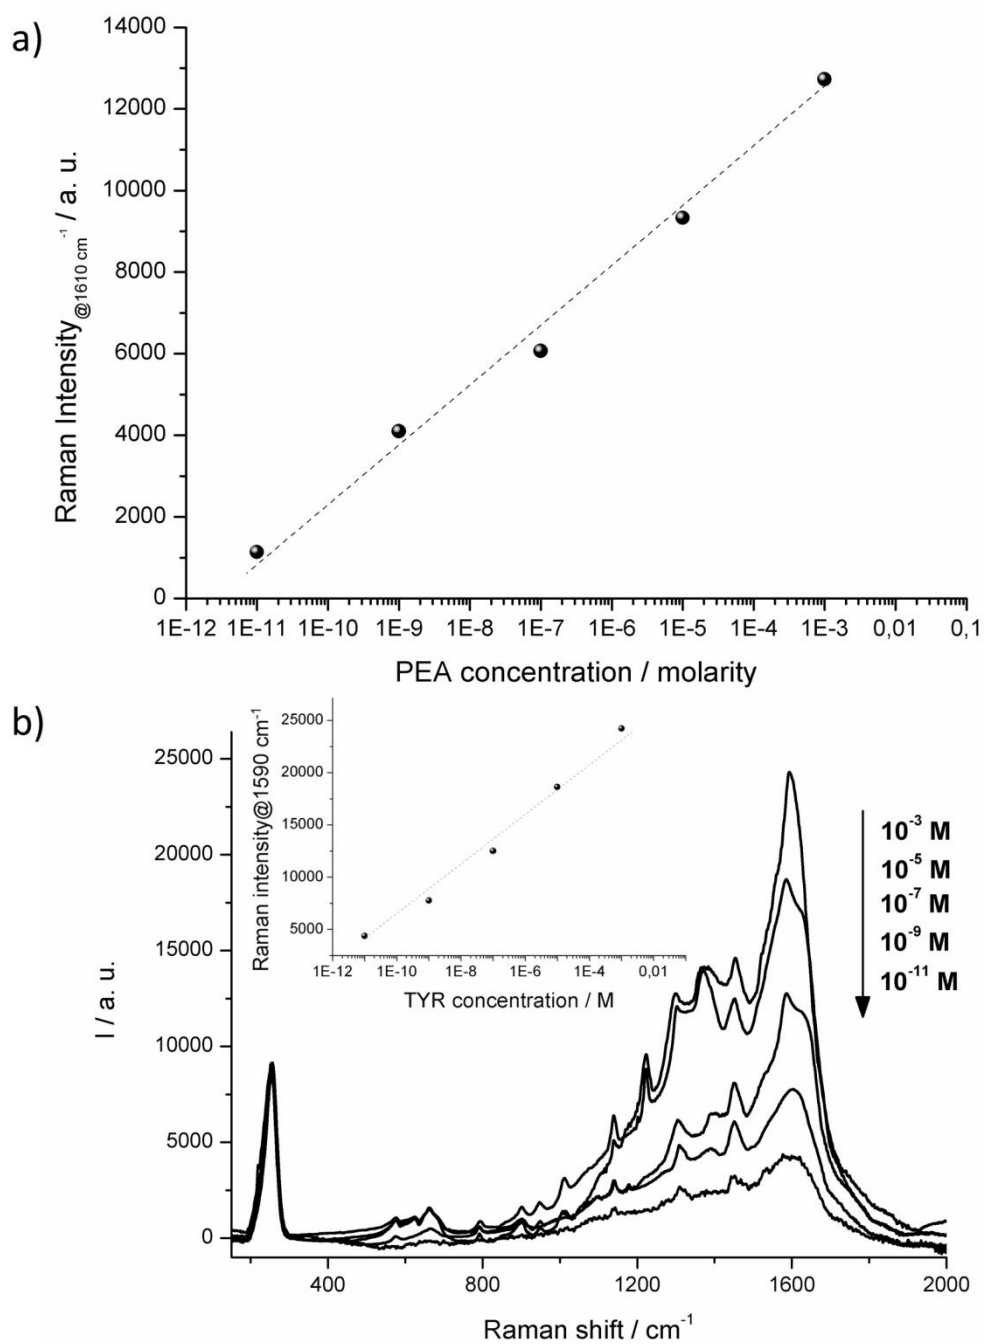 a)
14000
12000
10000
8000
6000
4000
2000
0
Raman Intensity@1610 cm-1 / a. u.
1E-12 1E-11 1E-10 1E-9 1E-8 1E-7 1E-6 1E-5 1E-4 1E-3 0,01 0,1
PEA concentration / molarity
b)
25000
20000
15000
10000
5000
0
I / a. u.
25000
20000
15000
10000
5000
Raman intensity@1590 cm-1
1E-12 1E-10 1E-8 1E-6 1E-4 0,01
TYR concentration / M
10-3 M
10-5 M
10-7 M
10-9 M
10-11 M
400 800 1200 1600 2000
Raman shift / cm-1